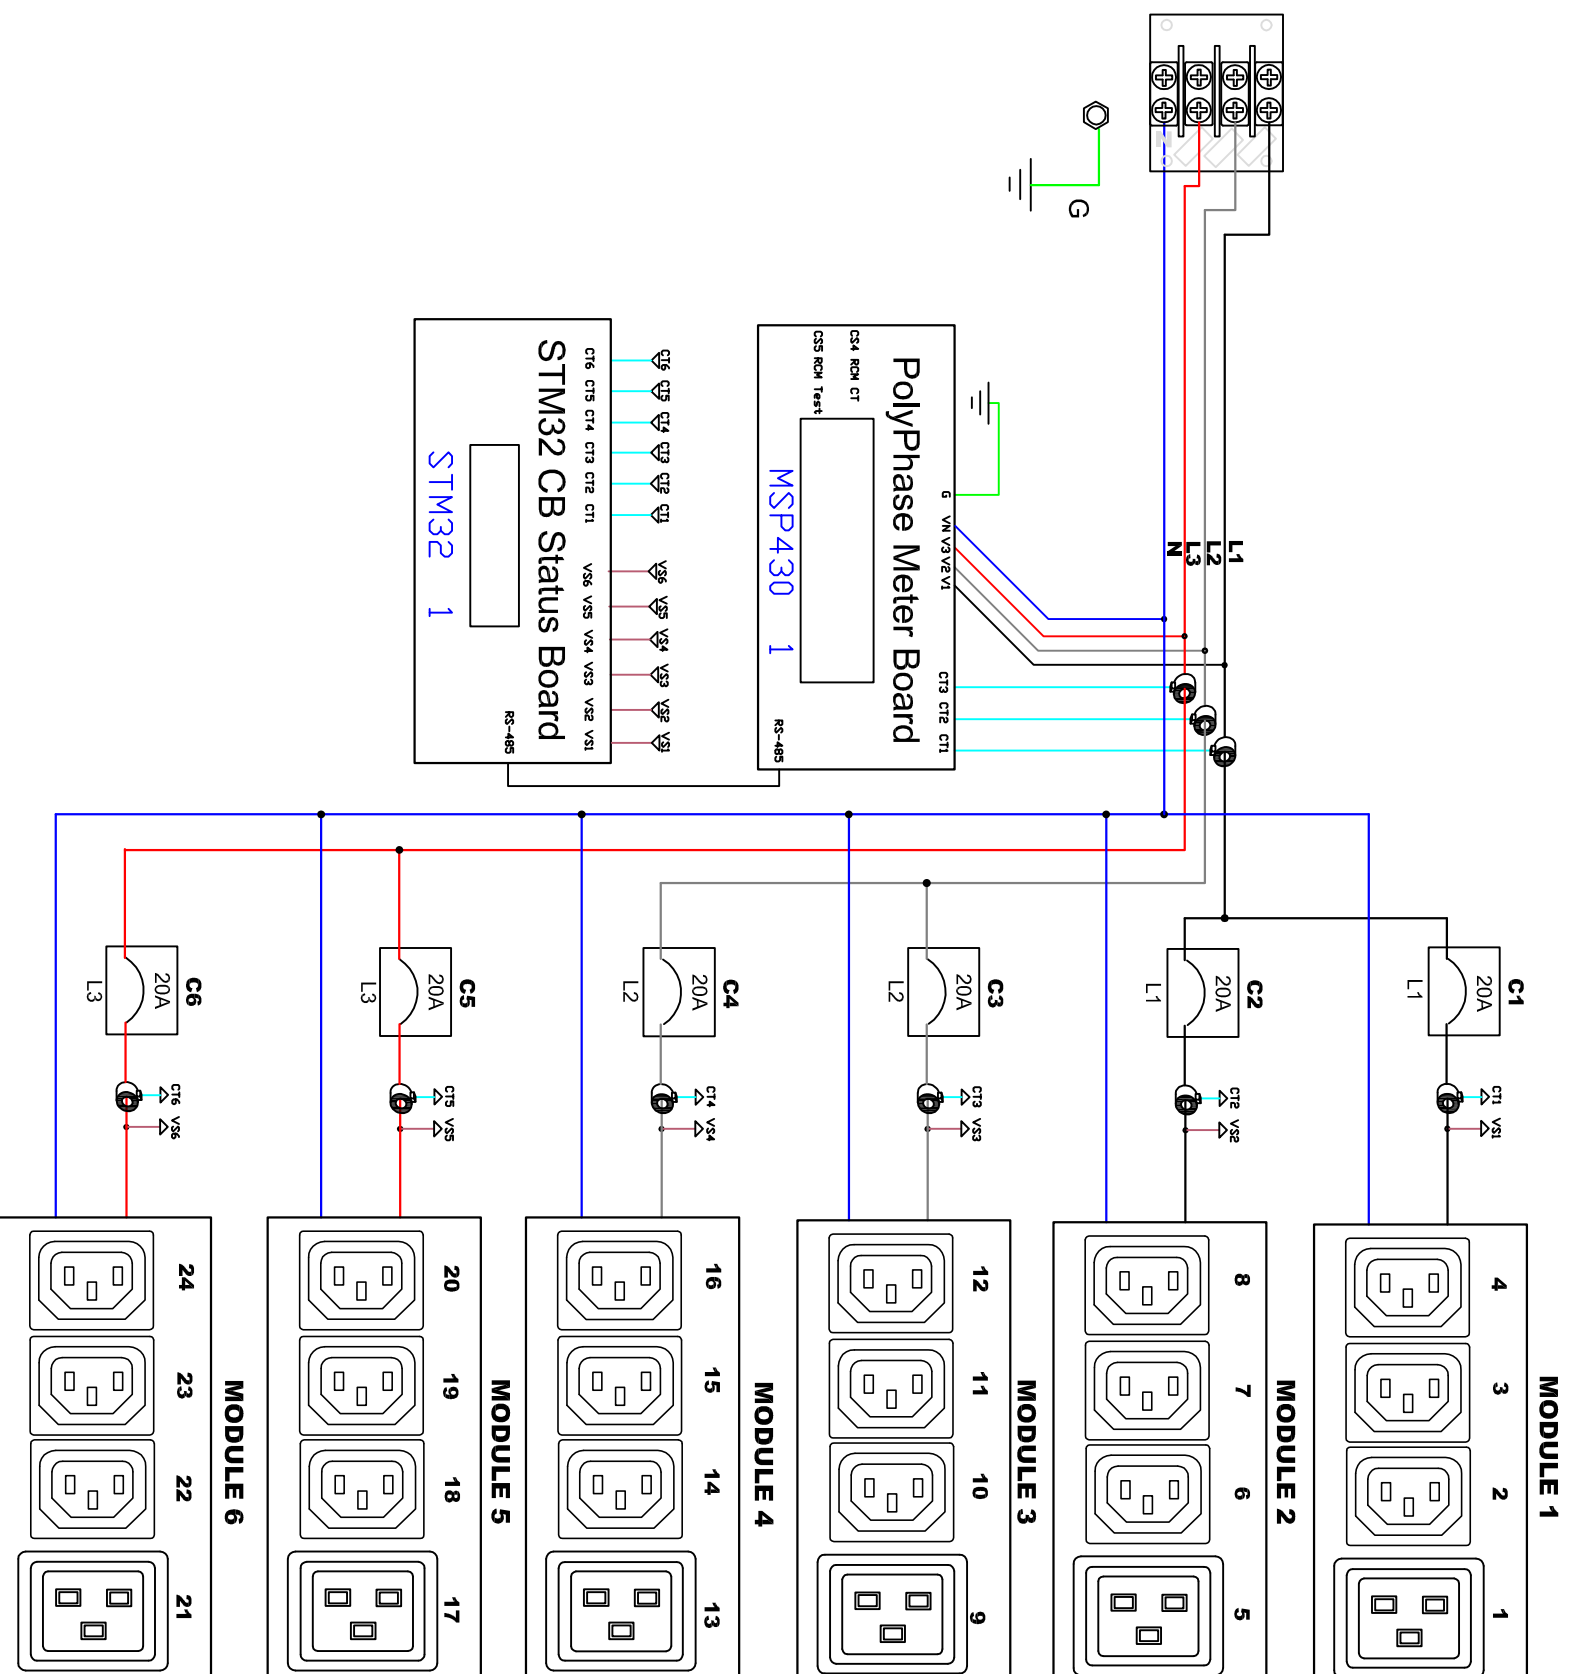 N
G
L1
L2
L3
N
PolyPhase Meter Board
MSP430 1
CS4 RCM CT
CS5 RCM Test
G VN V3 V2 V1
CT3 CT2 CT1
RS-485
STM32 CB Status Board
STM32 1
CT6 CT5 CT4 CT3 CT2 CT1
VS6 VS5 VS4 VS3 VS2 VS1
RS-485
CT6
CT5
CT4
CT3
CT2
CT1
VS6
VS5
VS4
VS3
VS2
VS1
C1
20A
L1
C2
20A
L1
C3
20A
L2
C4
20A
L2
C5
20A
L3
C6
20A
L3
CT1 VS1
CT2 VS2
CT3 VS3
CT4 VS4
CT5 VS5
CT6 VS6
MODULE 1
4 3 2 1
MODULE 2
8 7 6 5
MODULE 3
12 11 10 9
MODULE 4
16 15 14 13
MODULE 5
20 19 18 17
MODULE 6
24 23 22 21